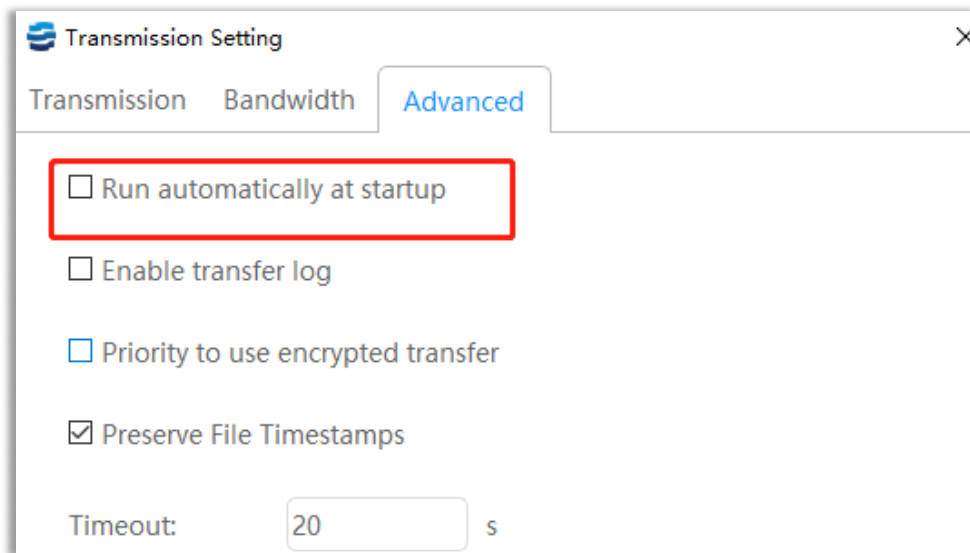 Transmission Setting
Transmission Bandwidth Advanced
Run automatically at startup
Enable transfer log
Priority to use encrypted transfer
Preserve File Timestamps
Timeout: 20 s